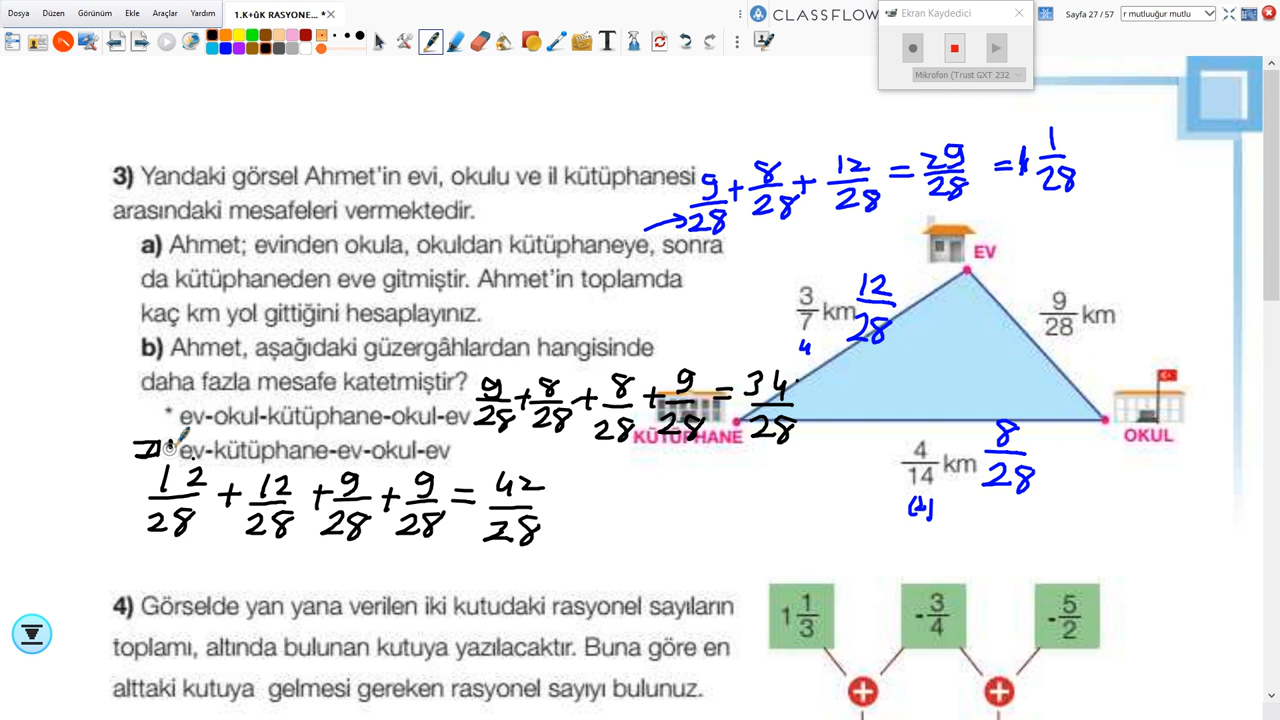 Dosya Düzen Görünüm Ekle Araçlar Yardım
1.K+ûK RASYONE... *
CLASSFLOW
Ekran Kaydedici
Mikrofon (Trust GXT 232
Sayfa 27 / 57
r mutluuğur mutlu
3) Yandaki görsel Ahmet'in evi, okulu ve il kütüphanesi
arasındaki mesafeleri vermektedir.
9/28 + 8/28 + 12/28 = 29/28 = 1 1/28
a) Ahmet; evinden okula, okuldan kütüphaneye, sonra
da kütüphaneden eve gitmiştir. Ahmet'in toplamda
kaç km yol gittiğini hesaplayınız.
b) Ahmet, aşağıdaki güzergâhlardan hangisinde
daha fazla mesafe katetmiştir?
* ev-okul-kütüphane-okul-ev 9/28 + 8/28 + 8/28 + 9/28 = 34/28
ev-kütüphane-ev-okul-ev
12/28 + 12/28 + 9/28 + 9/28 = 42/28
EV
3/7 km 12/28
4
9/28 km
KÜTÜPHANE
OKUL
4/14 km 8/28
(2)
4) Görselde yan yana verilen iki kutudaki rasyonel sayıların
toplamı, altında bulunan kutuya yazılacaktır. Buna göre en
alttaki kutuya gelmesi gereken rasyonel sayıyı bulunuz.
1 1/3 -3/4 -5/2
+ +